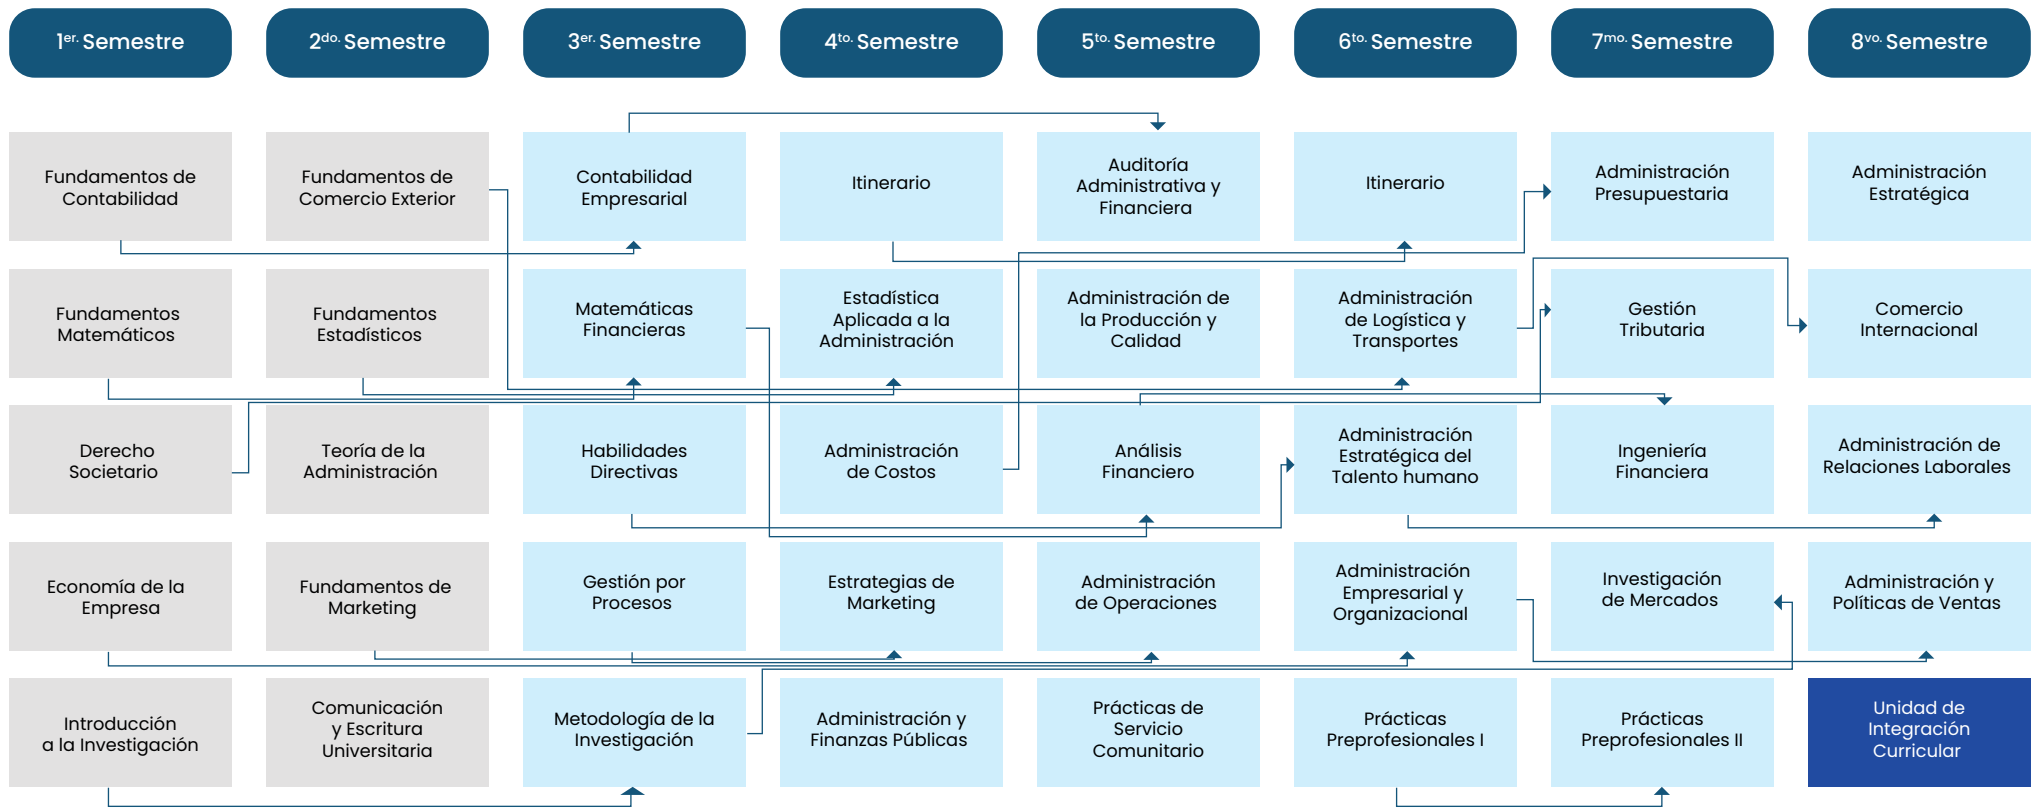 1er. Semestre
2do. Semestre
3er. Semestre
4to. Semestre
5to. Semestre
6to. Semestre
7mo. Semestre
8vo. Semestre
Fundamentos de
Contabilidad
Fundamentos de
Comercio Exterior
Contabilidad
Empresarial
Itinerario
Auditoría
Administrativa y
Financiera
Itinerario
Administración
Presupuestaria
Administración
Estratégica
Fundamentos
Matemáticos
Fundamentos
Estadísticos
Matemáticas
Financieras
Estadística
Aplicada a la
Administración
Administración de
la Producción y
Calidad
Administración
de Logística y
Transportes
Gestión
Tributaria
Comercio
Internacional
Derecho
Societario
Teoría de la
Administración
Habilidades
Directivas
Administración
de Costos
Análisis
Financiero
Administración
Estratégica del
Talento humano
Ingeniería
Financiera
Administración de
Relaciones Laborales
Economía de la
Empresa
Fundamentos de
Marketing
Gestión por
Procesos
Estrategias de
Marketing
Administración
de Operaciones
Administración
Empresarial y
Organizacional
Investigación
de Mercados
Administración y
Políticas de Ventas
Introducción
a la Investigación
Comunicación
y Escritura
Universitaria
Metodología de la
Investigación
Administración y
Finanzas Públicas
Prácticas de
Servicio
Comunitario
Prácticas
Preprofesionales I
Prácticas
Preprofesionales II
Unidad de
Integración
Curricular